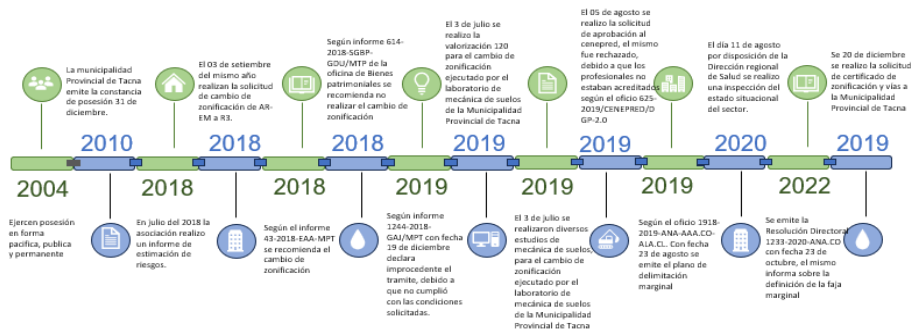 La municipalidad
Provincial de Tacna
emite la constancia
de posesión 31 de
diciembre.
El 03 de setiembre
del mismo año
realizan la solicitud
de cambio de
zonificación de AR-
EM a R3.
Según informe 614-
2018-SGBP-
GDU/MTP de la
oficina de Bienes
patrimoniales se
recomienda no
realizar el cambio de
zonificación
El 3 de julio se
realizo la
valorización 120
para el cambio de
zonificación
ejecutado por el
laboratorio de
mecánica de suelos
de la Municipalidad
Provincial de Tacna
El 05 de agosto se
realizo la solicitud
de aprobación al
cenepred, el mismo
fue rechazado,
debido a que los
profesionales no
estaban acreditados
según el oficio 625-
2019/CENEPRED/D
GP-2.0
El día 11 de agosto
por disposición de la
Dirección regional
de Salud se realizo
una inspección del
estado situacional
del sector.
Se 20 de diciembre
se realizo la solicitud
de certificado de
zonificación y vías a
la Municipalidad
Provincial de Tacna
2010
2018
2018
2019
2019
2020
2019
2004
2018
2018
2019
2019
2019
2022
Ejercen posesión
en forma
pacifica, publica
y permanente
En julio del 2018 la
asociación realizo
un informe de
estimación de
riesgos.
Según el informe
43-2018-EAA-MPT
se recomienda el
cambio de
zonificación
Según informe
1244-2018-
GAJ/MPT con fecha
19 de diciembre
declara
improcedente el
tramite, debido a
que no cumplió
con las condiciones
solicitadas.
El 3 de julio se
realizaron diversos
estudios de
mecánica de suelos,
para el cambio de
zonificación
ejecutado por el
laboratorio de
mecánica de suelos
de la Municipalidad
Provincial de Tacna
Según el oficio 1918-
2019-ANA-AAA.CO-
ALA.CL. Con fecha
23 de agosto se
emite el plano de
delimitación
marginal
Se emite la
Resolución Directoral
1233-2020-ANA.CO
con fecha 23 de
octubre, el mismo
informa sobre la
definición de la faja
marginal